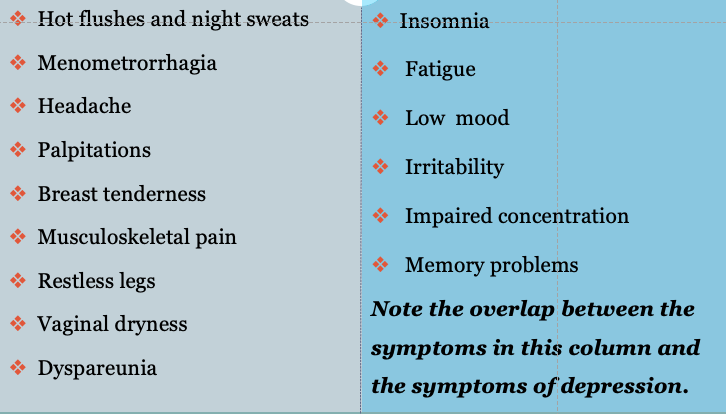 Hot flushes and night sweats
Menometrorrhagia
Headache
Palpitations
Breast tenderness
Musculoskeletal pain
Restless legs
Vaginal dryness
Dyspareunia
Insomnia
Fatigue
Low mood
Irritability
Impaired concentration
Memory problems
Note the overlap between the
symptoms in this column and
the symptoms of depression.